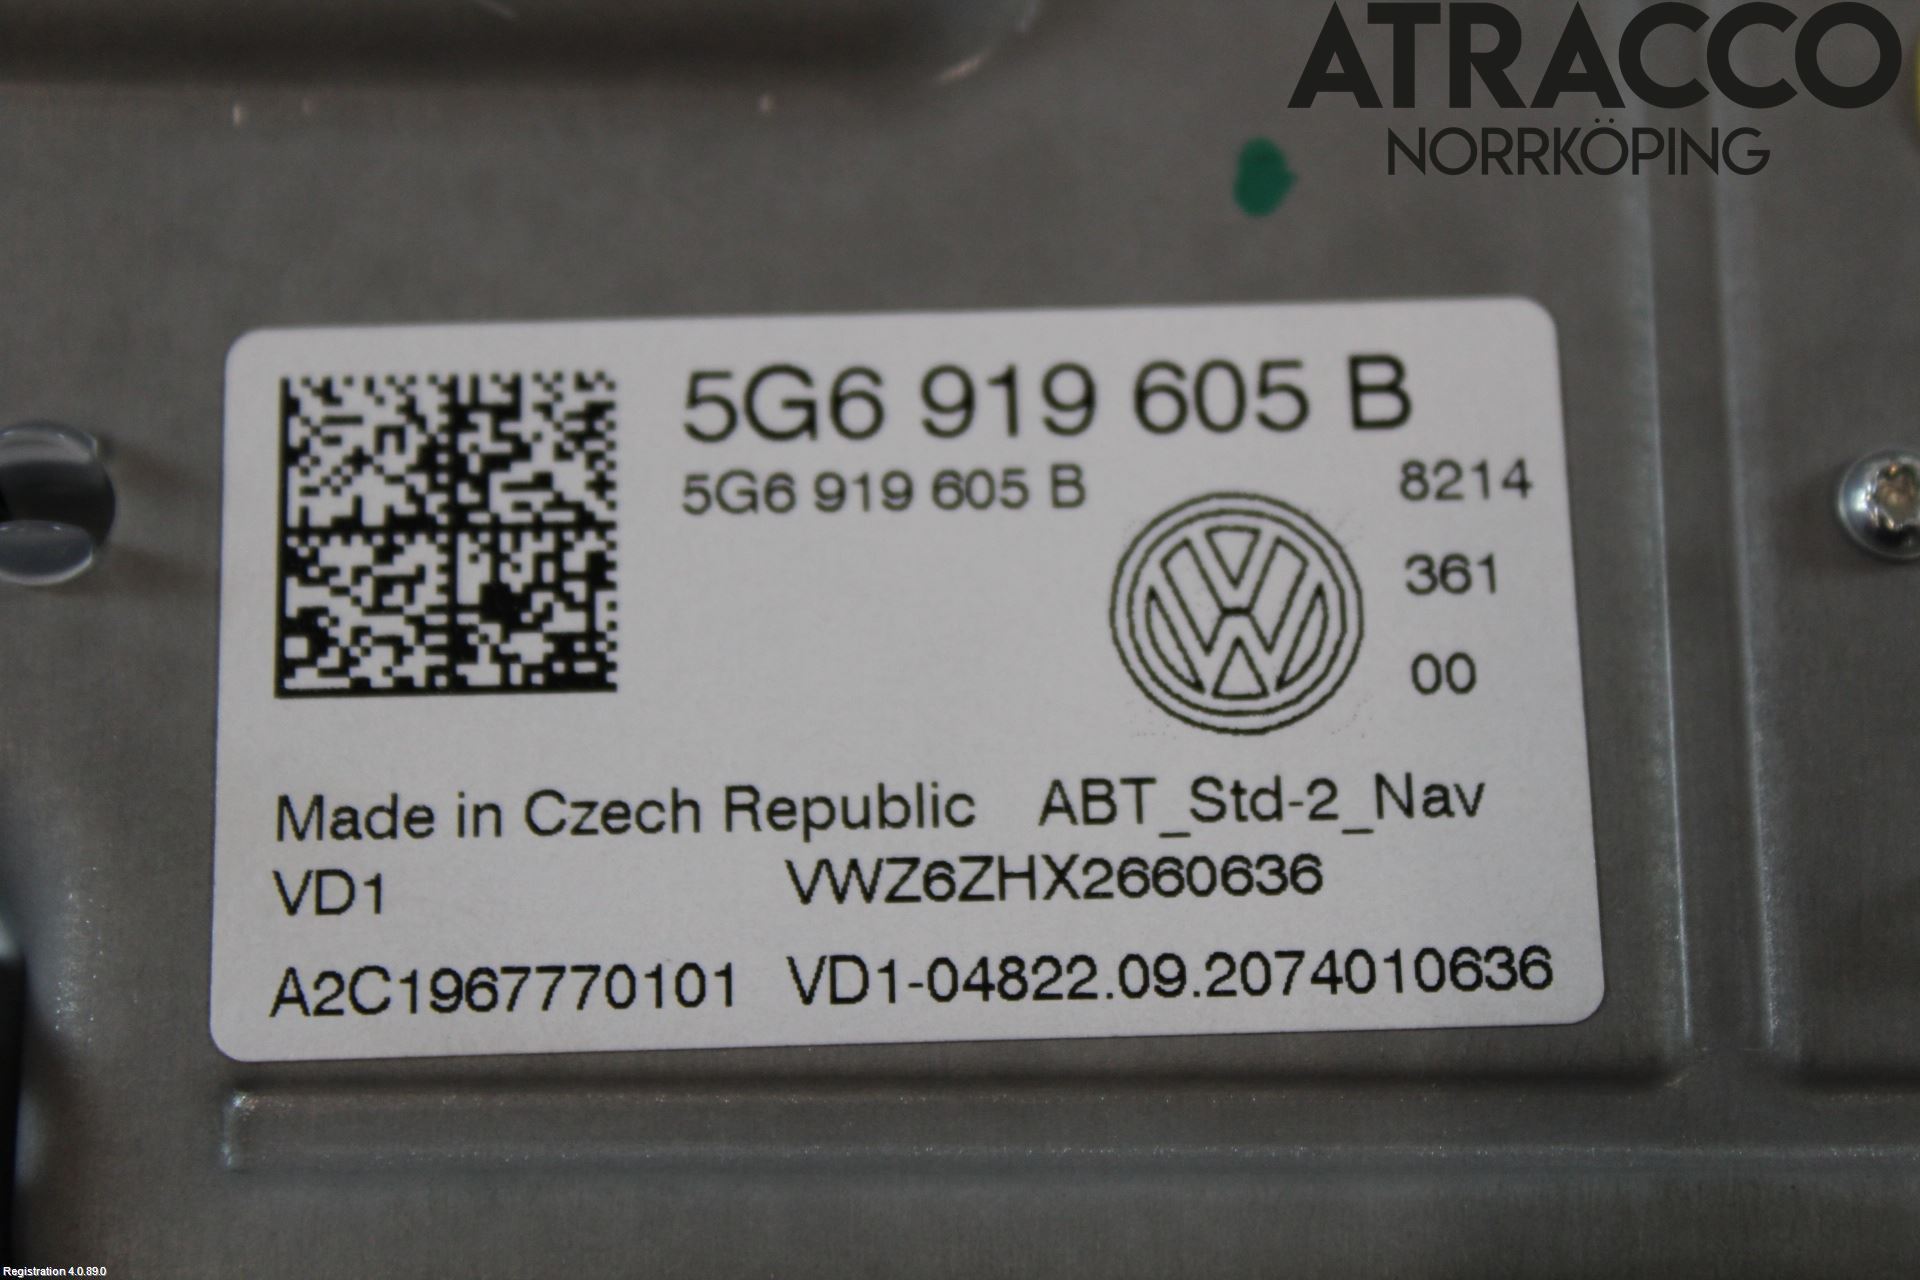 ATRACCO
NORRKÖPING
5G6 919 605 B
5G6 919 605 B
8214
361
00
Made in Czech Republic ABT_Std-2_Nav
VD1 VWZ6ZHX2660636
A2C1967770101 VD1-04822.09.2074010636
Registration 4.0.89.0